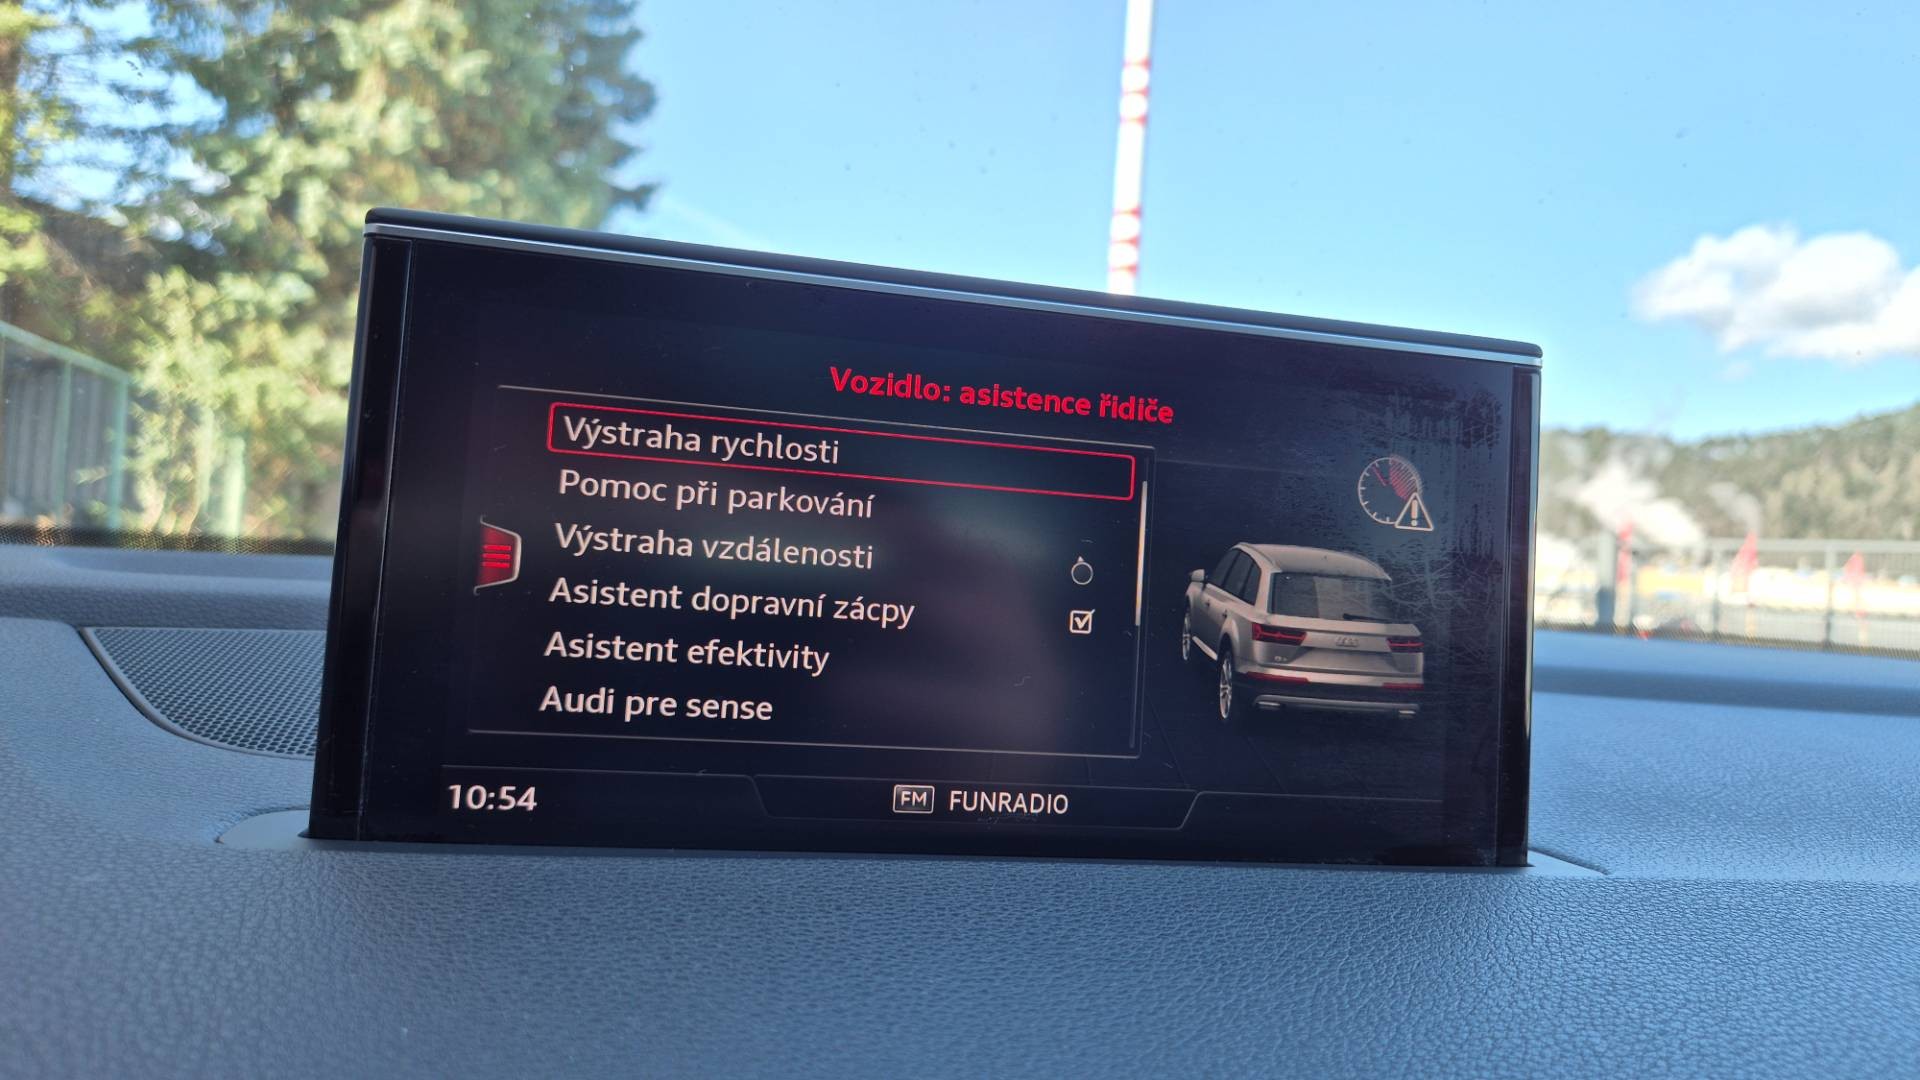 Vozidlo: asistence řidiče
Výstraha rychlosti
Pomoc při parkování
Výstraha vzdálenosti
Asistent dopravní zácpy
Asistent efektivity
Audi pre sense
10:54
FM FUNRADIO